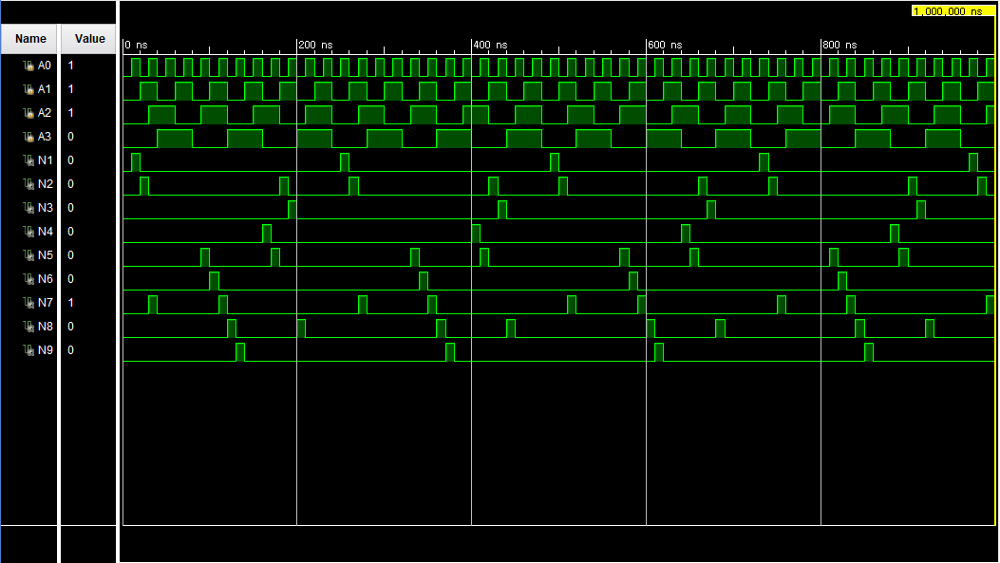 1,000,000 ns
Name Value
0 ns 200 ns 400 ns 600 ns 800 ns
A0 1
A1 1
A2 1
A3 0
N1 0
N2 0
N3 0
N4 0
N5 0
N6 0
N7 1
N8 0
N9 0